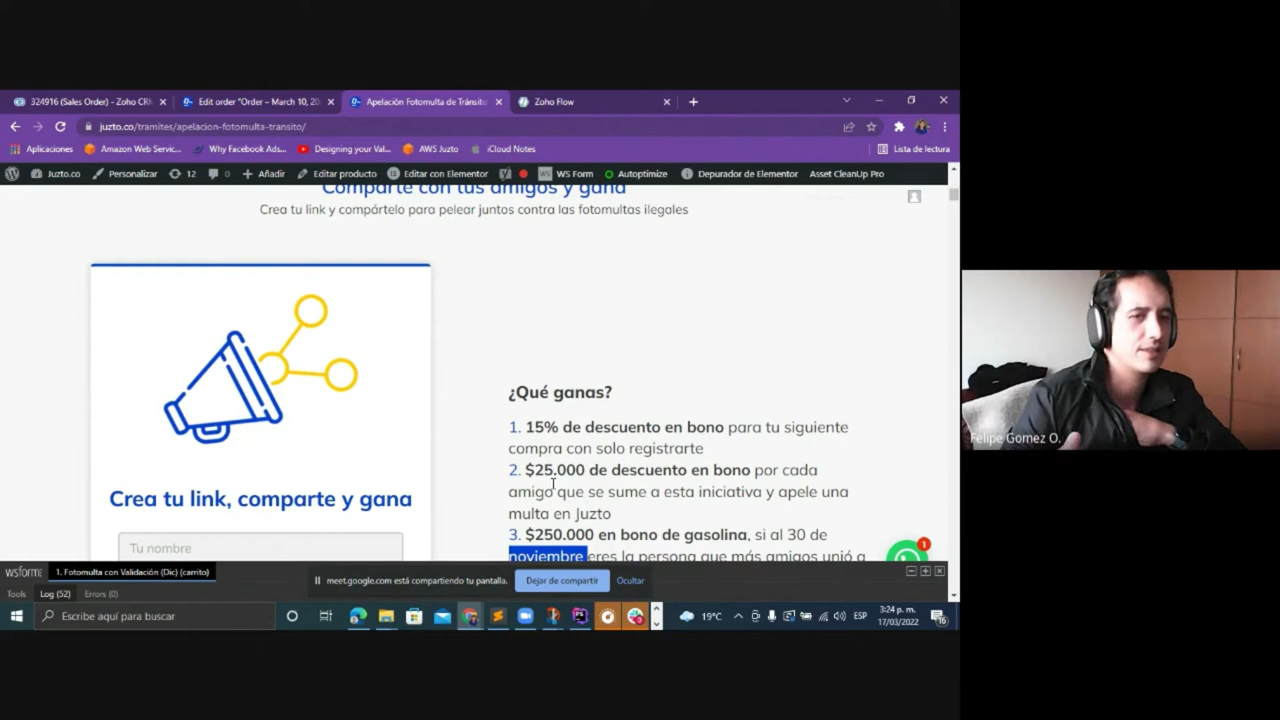 324916 (Sales Order) - Zoho CRM
Edit order "Order – March 10, 20
Apelación Fotomulta de Tránsito
Zoho Flow
juzto.co/tramites/apelacion-fotomulta-transito/
Aplicaciones
Amazon Web Servic...
Why Facebook Ads...
Designing your Val...
AWS Juzto
iCloud Notes
Lista de lectura
Juzto.co
Personalizar
12
0
Añadir
Editar producto
Editar con Elementor
WS Form
Autoptimize
Depurador de Elementor
Asset CleanUp Pro
Comparte con tus amigos y gana
Crea tu link y compártelo para pelear juntos contra las fotomultas ilegales
Crea tu link, comparte y gana
Tu nombre
¿Qué ganas?
1. 15% de descuento en bono para tu siguiente
compra con solo registrarte
2. $25.000 de descuento en bono por cada
amigo que se sume a esta iniciativa y apele una
multa en Juzto
3. $250.000 en bono de gasolina, si al 30 de
noviembre eres la persona que más amigos unió a
1
Felipe Gomez O.
wsform
1. Fotomulta con Validación (Dic) (carrito)
Tools
Log (52)
Errors (0)
meet.google.com está compartiendo tu pantalla.
Dejar de compartir
Ocultar
Escribe aquí para buscar
19°C
ESP
3:24 p. m.
17/03/2022
16